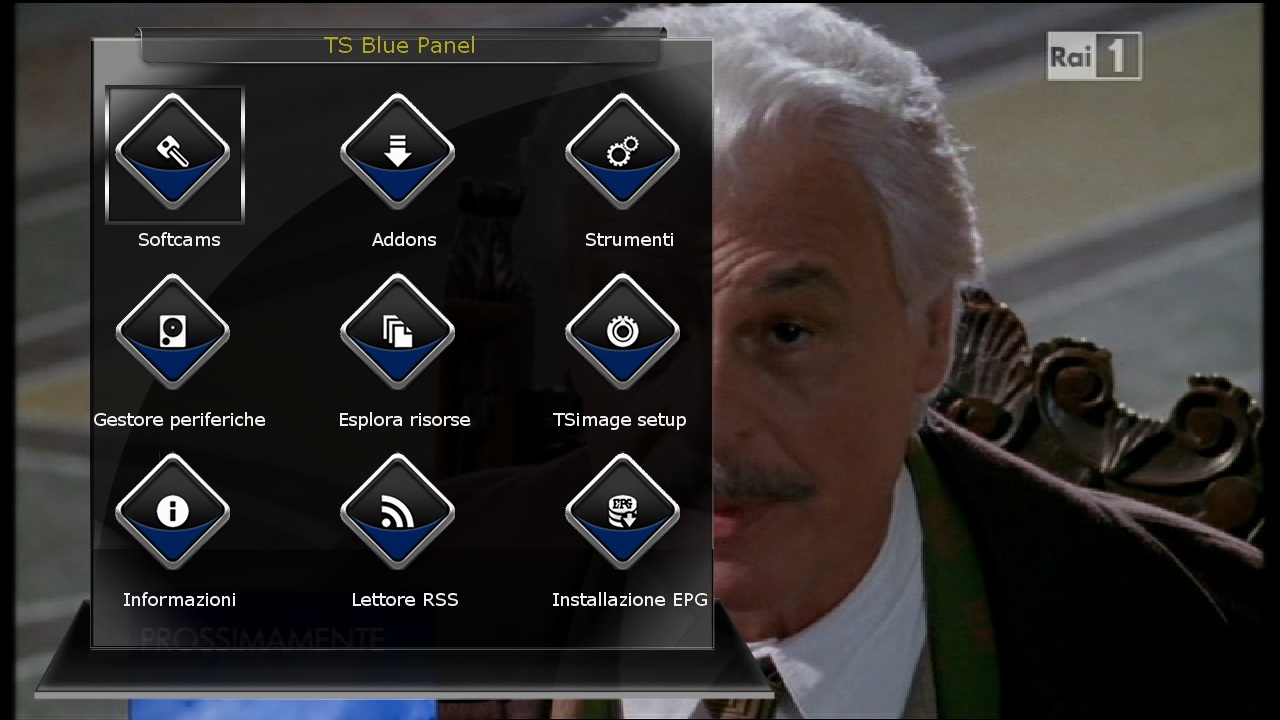 TS Blue Panel
Rai 1
Softcams
Addons
Strumenti
Gestore periferiche
Esplora risorse
TSimage setup
EPG
Informazioni
Lettore RSS
Installazione EPG
PROSSIMAMENTE